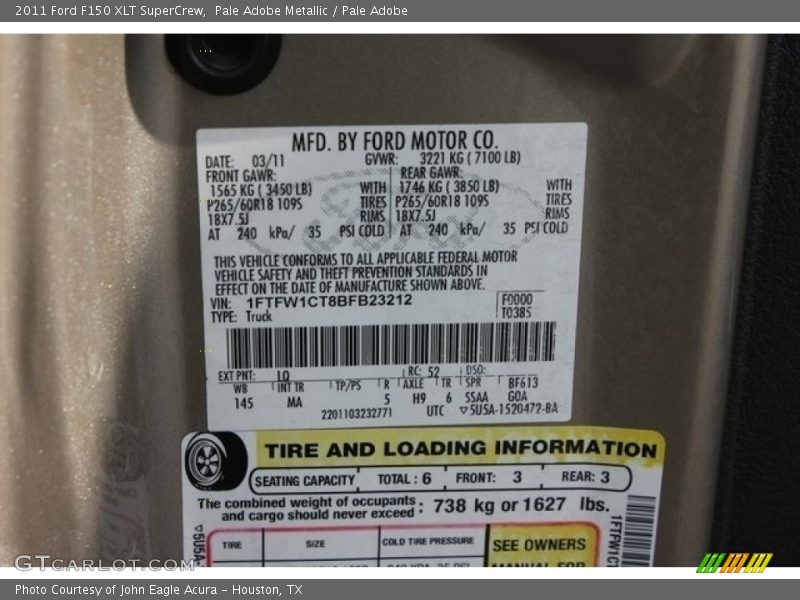 2011 Ford F150 XLT SuperCrew, Pale Adobe Metallic / Pale Adobe
MFD. BY FORD MOTOR CO.
DATE: 03/11 GVWR: 3221 KG ( 7100 LB)
FRONT GAWR: REAR GAWR:
1565 KG ( 3450 LB) WITH 1746 KG ( 3850 LB) WITH
P265/60R18 109S TIRES P265/60R18 109S TIRES
18X7.5J RIMS 18X7.5J RIMS
AT 240 kPa/ 35 PSI COLD AT 240 kPa/ 35 PSI COLD
Ford
THIS VEHICLE CONFORMS TO ALL APPLICABLE FEDERAL MOTOR
VEHICLE SAFETY AND THEFT PREVENTION STANDARDS IN
EFFECT ON THE DATE OF MANUFACTURE SHOWN ABOVE.
VIN: 1FTFW1CT8BFB23212 F0000
TYPE: Truck T0385
EXT PNT: LQ RC: 52 DSO:
WB INT TR TP/PS R AXLE TR SPR BF613
145 MA 5 H9 6 SSAA GOA
2201103232771 UTC ▽5U5A-1520472-BA
TIRE AND LOADING INFORMATION
SEATING CAPACITY TOTAL : 6 FRONT: 3 REAR: 3
The combined weight of occupants
and cargo should never exceed : 738 kg or 1627 lbs.
TIRE SIZE COLD TIRE PRESSURE SEE OWNERS
MANUAL FOR
▽5U5A-
1FTFW1CT
GTCarlot.com
Photo Courtesy of John Eagle Acura - Houston, TX